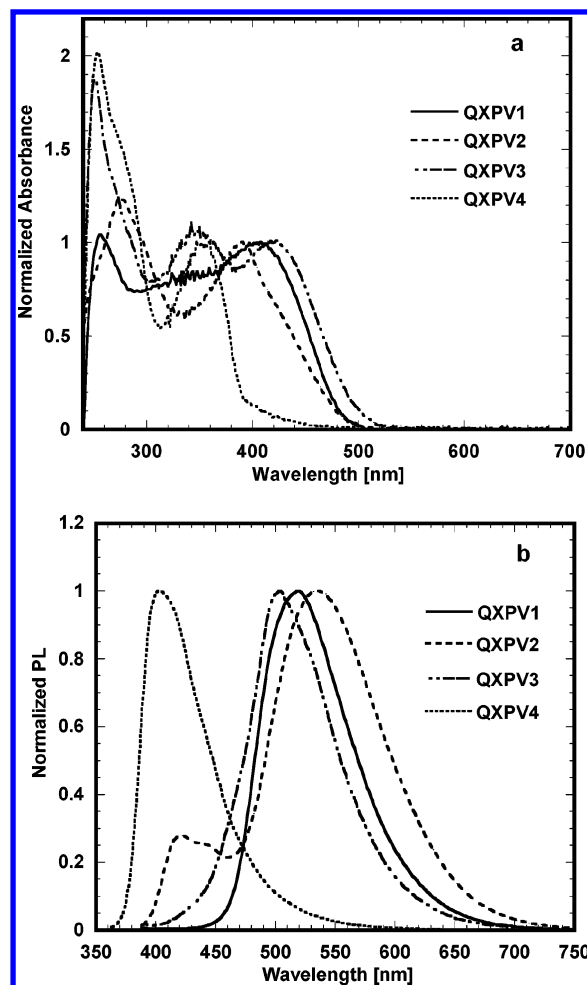 a
2
1.5
1
0.5
0
Normalized Absorbance
QXPV1
QXPV2
QXPV3
QXPV4
300 400 500 600 700
Wavelength [nm]
b
1.2
1
0.8
0.6
0.4
0.2
0
Normalized PL
QXPV1
QXPV2
QXPV3
QXPV4
350 400 450 500 550 600 650 700 750
Wavelength [nm]